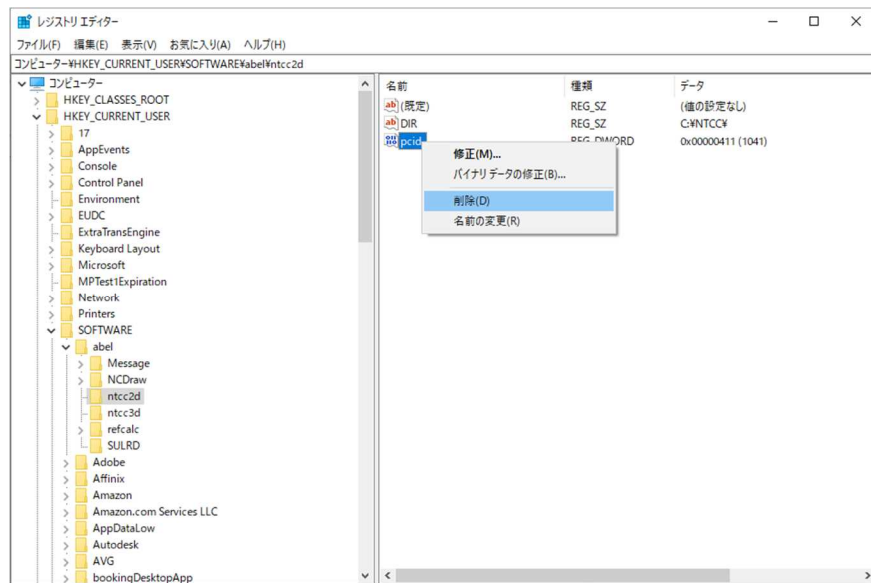 レジストリ エディター
ファイル(F) 編集(E) 表示(V) お気に入り(A) ヘルプ(H)
コンピューター¥HKEY_CURRENT_USER¥SOFTWARE¥abel¥ntcc2d
コンピューター
HKEY_CLASSES_ROOT
HKEY_CURRENT_USER
17
AppEvents
Console
Control Panel
Environment
EUDC
ExtraTransEngine
Keyboard Layout
Microsoft
MPTest1Expiration
Network
Printers
SOFTWARE
abel
Message
NCDraw
ntcc2d
ntcc3d
refcalc
SULRD
Adobe
Affinix
Amazon
Amazon.com Services LLC
AppDataLow
Autodesk
AVG
bookingDesktopApp
名前 種類 データ
ab (既定) REG_SZ (値の設定なし)
ab DIR REG_SZ C:¥NTCC¥
pcid REG_DWORD 0x00000411 (1041)
修正(M)...
バイナリ データの修正(B)...
削除(D)
名前の変更(R)